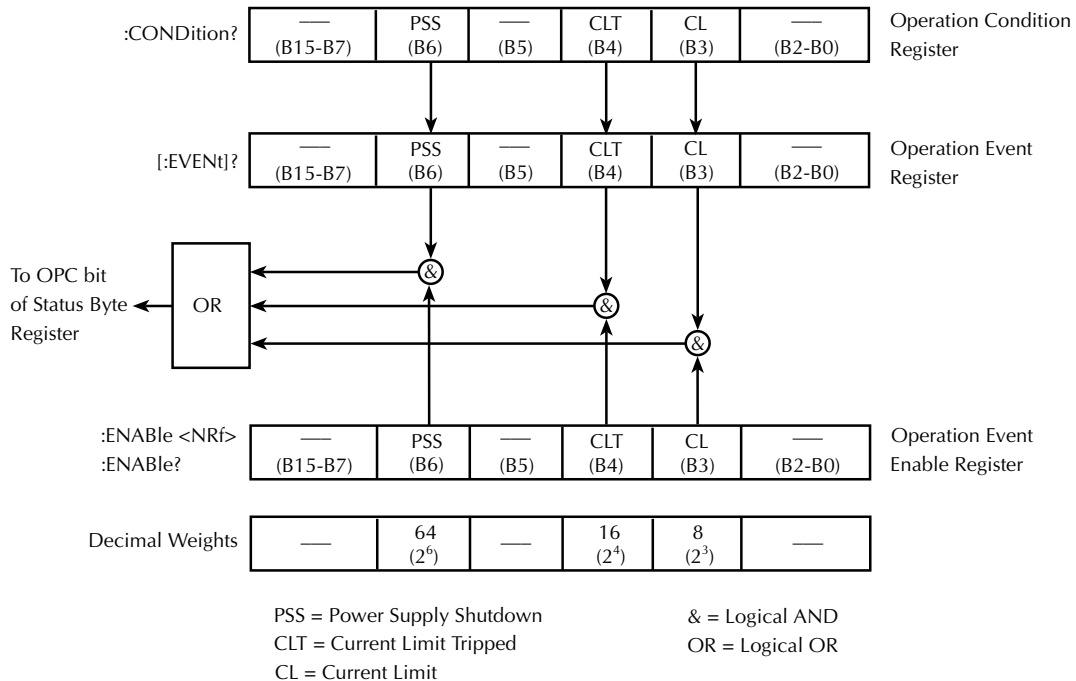 :CONDition?
—— PSS —— CLT CL ——
(B15-B7) (B6) (B5) (B4) (B3) (B2-B0)
Operation Condition
Register
[:EVENt]?
—— PSS —— CLT CL ——
(B15-B7) (B6) (B5) (B4) (B3) (B2-B0)
Operation Event
Register
&
To OPC bit
of Status Byte
Register
OR
&
&
:ENABle <NRf>
:ENABle?
—— PSS —— CLT CL ——
(B15-B7) (B6) (B5) (B4) (B3) (B2-B0)
Operation Event
Enable Register
Decimal Weights
—— 64 —— 16 8 ——
(2⁶) (2⁴) (2³)
PSS = Power Supply Shutdown
CLT = Current Limit Tripped
CL = Current Limit
& = Logical AND
OR = Logical OR